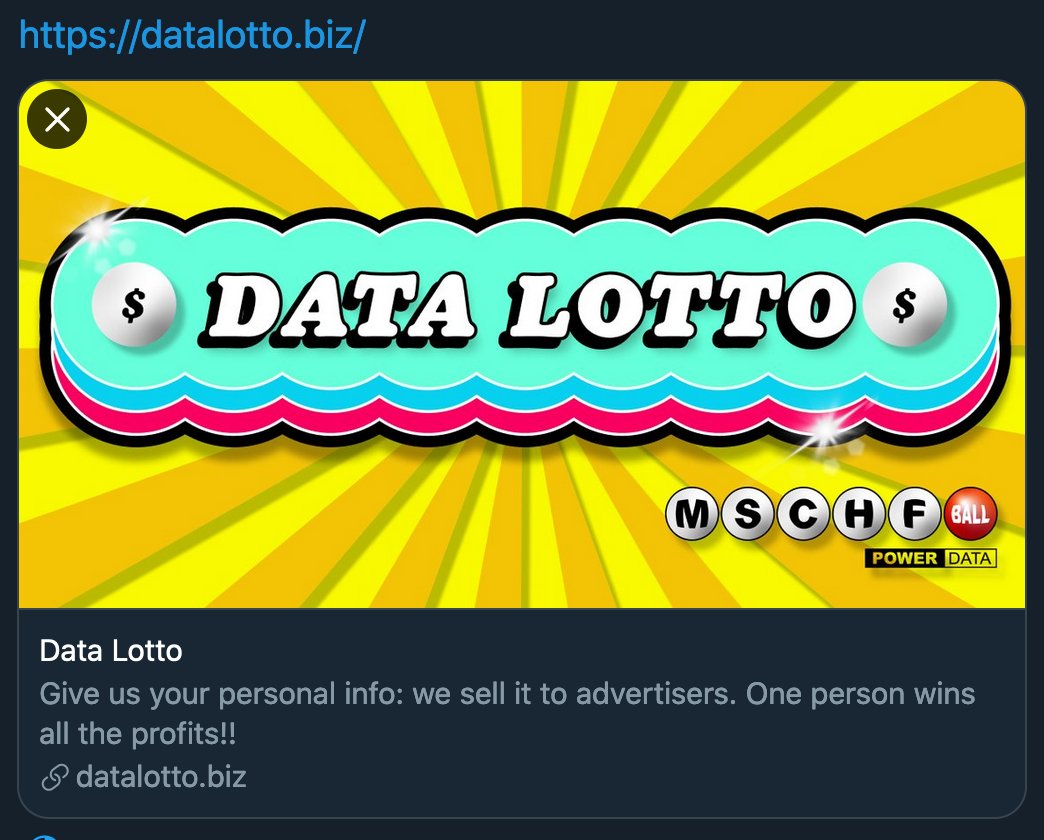 https://datalotto.biz/
$ DATA LOTTO $
MSCHF BALL
POWER DATA
Data Lotto
Give us your personal info: we sell it to advertisers. One person wins
all the profits!!
datalotto.biz